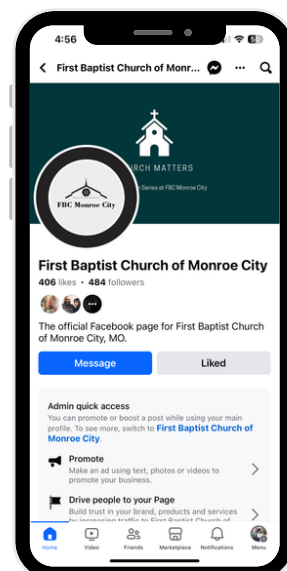 4:56
First Baptist Church of Monr...
URCH MATTERS
Series at FBC Monroe City
FBC Monroe City
First Baptist Church of Monroe City
406 likes • 484 followers
The official Facebook page for First Baptist Church
of Monroe City, MO.
Message
Liked
Admin quick access
You can promote or boost a post while using your main
profile. To see more, switch to First Baptist Church of
Monroe City.
Promote
Make an ad using text, photos or videos to
promote your business.
Drive people to your Page
Build trust in your brand, products and services
by increasing traffic to First Baptist Church of
Home
Video
Friends
Marketplace
Notifications
Menu